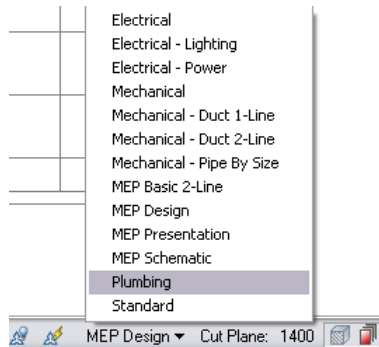 Electrical
Electrical - Lighting
Electrical - Power
Mechanical
Mechanical - Duct 1-Line
Mechanical - Duct 2-Line
Mechanical - Pipe By Size
MEP Basic 2-Line
MEP Design
MEP Presentation
MEP Schematic
Plumbing
Standard
MEP Design Cut Plane: 1400